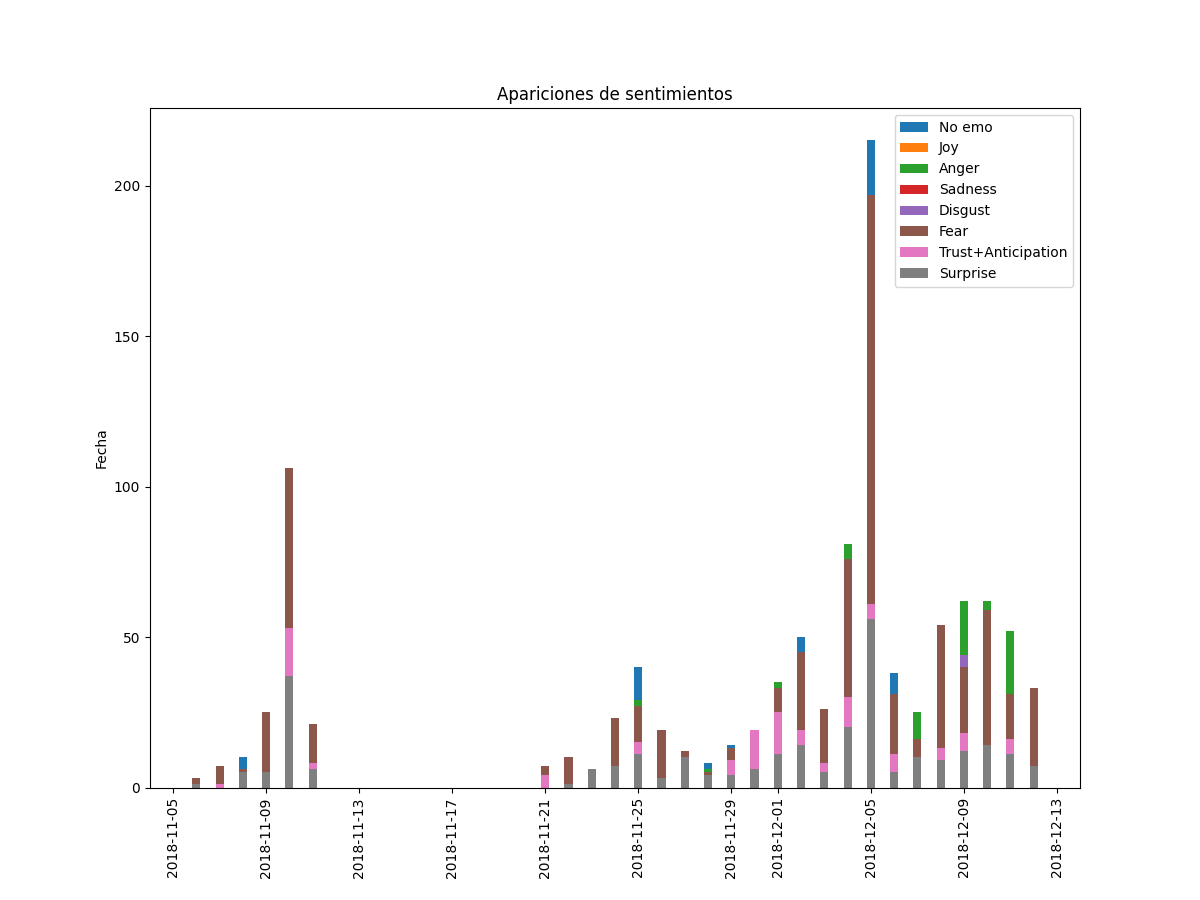 Apariciones de sentimientos
No emo
Joy
Anger
Sadness
Disgust
Fear
Trust+Anticipation
Surprise
Fecha
200
150
100
50
0
2018-11-05
2018-11-09
2018-11-13
2018-11-17
2018-11-21
2018-11-25
2018-11-29
2018-12-01
2018-12-05
2018-12-09
2018-12-13